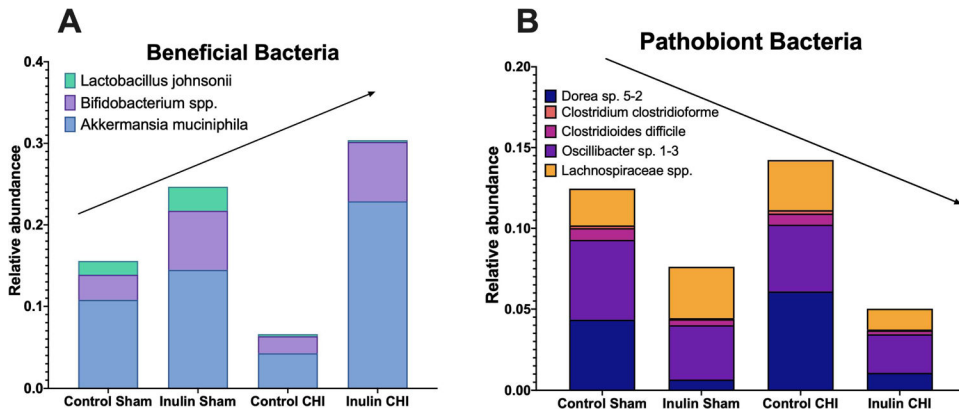 A
Beneficial Bacteria
Relative abundancee
0.4
0.3
0.2
0.1
0.0
Lactobacillus johnsonii
Bifidobacterium spp.
Akkermansia muciniphila
Control Sham
Inulin Sham
Control CHI
Inulin CHI
B
Pathobiont Bacteria
Relative abundance
0.20
0.15
0.10
0.05
0.00
Dorea sp. 5-2
Clostridium clostridioforme
Clostridioides difficile
Oscillibacter sp. 1-3
Lachnospiraceae spp.
Control Sham
Inulin Sham
Control CHI
Inulin CHI